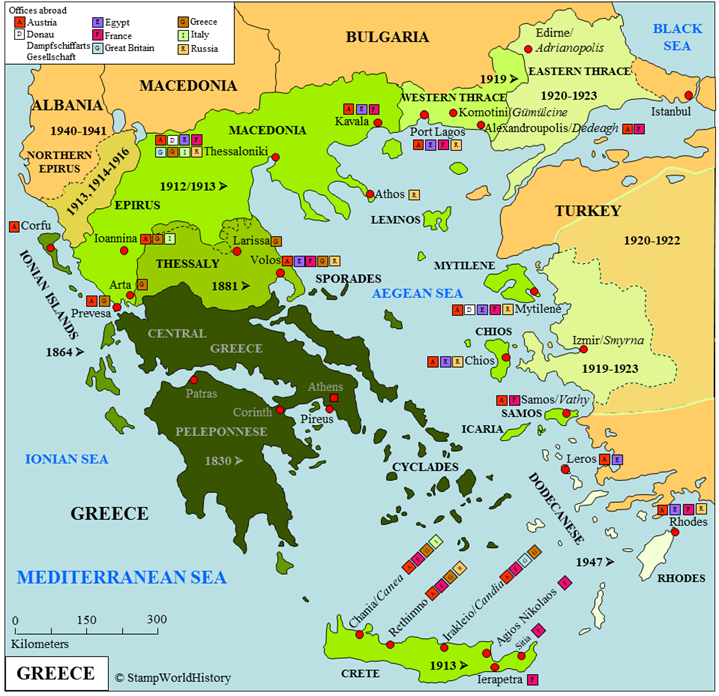 Offices abroad
A Austria
E Egypt
G Greece
D Donau
Dampfschiffarts
Gesellschaft
F France
I Italy
G Great Britain
R Russia
BULGARIA
BLACK
SEA
Edirne/
Adrianopolis
MACEDONIA
1919
EASTERN THRACE
1920-1923
ALBANIA
1940-1941
WESTERN THRACE
Istanbul
A E F
Kavala
MACEDONIA
Komotini/Gümülcine
Port Lagos
A E F R
Alexandroupolis/Dedeagh A F
A D E F
G G I R Thessaloniki
NORTHERN
EPIRUS
1913, 1914-1916
1912/1913
Athos R
EPIRUS
LEMNOS
TURKEY
1920-1922
A Corfu
Ioannina A G I
Larissa G
THESSALY
Volos A E F G R
SPORADES
MYTILENE
IONIAN ISLANDS
1864
1881
Arta G
A G
Prevesa
AEGEAN SEA
A D E F R Mytilene
CENTRAL
GREECE
CHIOS
A E R Chios
Izmir/Smyrna
1919-1923
Patras
Athens
Corinth
Pireus
A F Samos/Vathy
SAMOS
ICARIA
PELEPONNESE
1830
IONIAN SEA
CYCLADES
Leros A E
DODECANESE
1947
A E F R
Rhodes
RHODES
GREECE
MEDITERRANEAN SEA
Chania/Canea A F G I
Rethimno A F G R
Irakleio/Candia A F G G
Agios Nikolaos F
Sitia F
0 150 300
Kilometers
GREECE
© StampWorldHistory
CRETE
1913
Ierapetra F